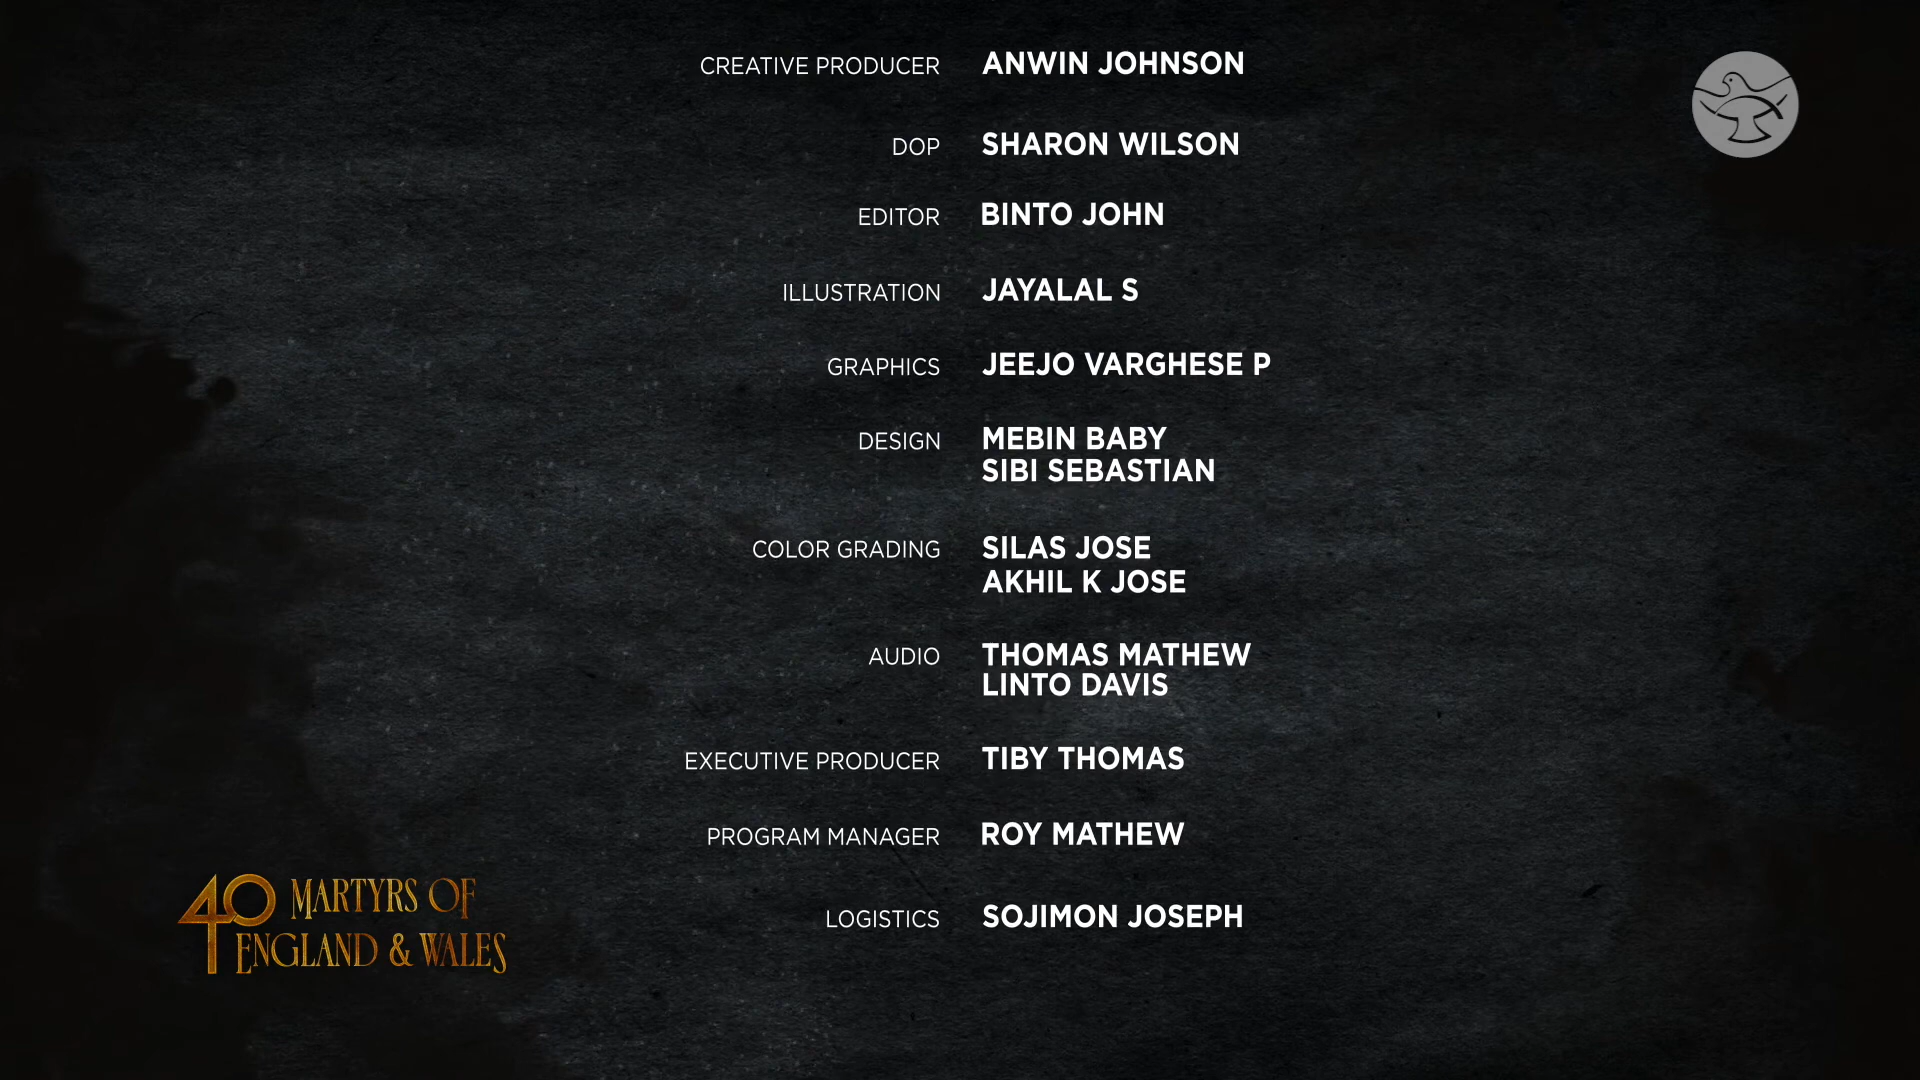 CREATIVE PRODUCER ANWIN JOHNSON
DOP SHARON WILSON
EDITOR BINTO JOHN
ILLUSTRATION JAYALAL S
GRAPHICS JEEJO VARGHESE P
DESIGN MEBIN BABY
SIBI SEBASTIAN
COLOR GRADING SILAS JOSE
AKHIL K JOSE
AUDIO THOMAS MATHEW
LINTO DAVIS
EXECUTIVE PRODUCER TIBY THOMAS
PROGRAM MANAGER ROY MATHEW
LOGISTICS SOJIMON JOSEPH
40 MARTYRS OF
ENGLAND & WALES